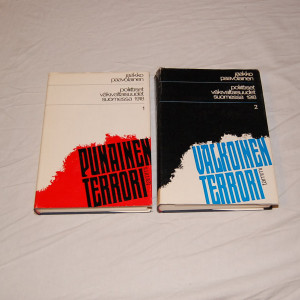 jaakko
paavolainen
poliittiset
väkivaltaisuudet
suomessa 1918
1
PUNAINEN
TERRORI
jaakko
paavolainen
poliittiset
väkivaltaisuudet
suomessa 1918
2
VALKOINEN
TERRORI